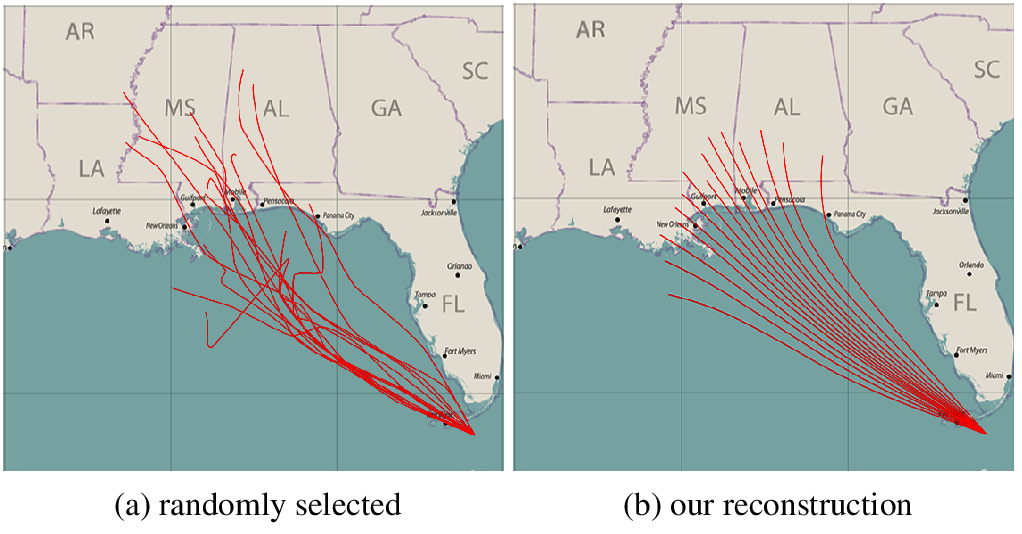 AR
SC
MS
AL
GA
LA
Mobile
Gulfport
Pensacola
Lafayette
Panama City
Jacksonville
New Orleans
Orlando
Tampa
FL
Fort Myers
Miami
AR
SC
MS
AL
GA
LA
Mobile
Gulfport
Pensacola
Lafayette
Panama City
Jacksonville
New Orleans
Orlando
Tampa
FL
Fort Myers
Miami
(a) randomly selected
(b) our reconstruction